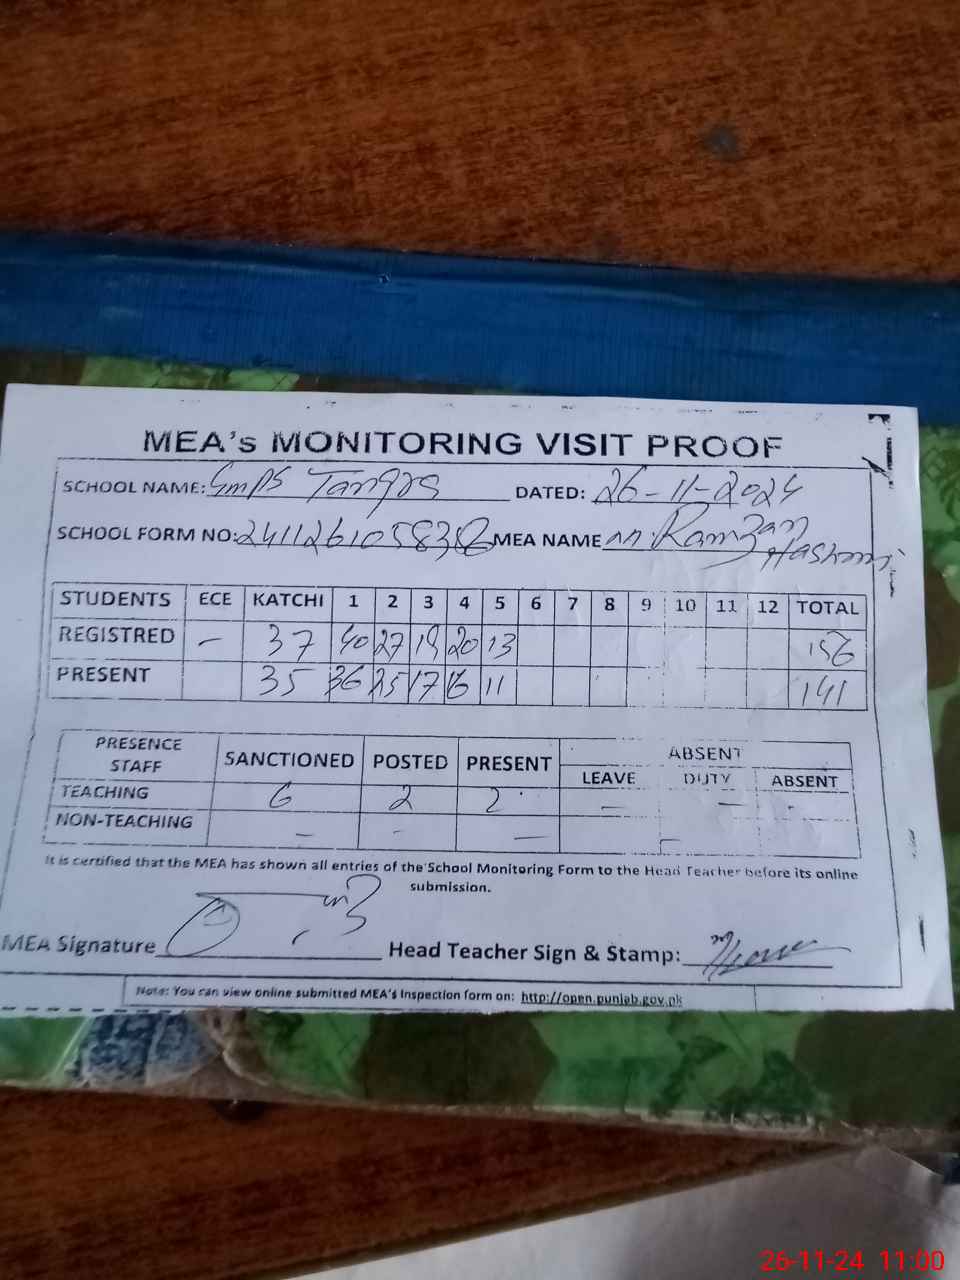 MEA's MONITORING VISIT PROOF
SCHOOL NAME: GMPS Tangra DATED: 26-11-2024
SCHOOL FORM NO: MEA NAME M. Ramzan Hashmi
STUDENTS ECE KATCHI 1 2 3 4 5 6 7 8 9 10 11 12 TOTAL
REGISTRED - 37 40 27 19 20 13 156
PRESENT 35 36 25 17 16 11 141
PRESENCE STAFF SANCTIONED POSTED PRESENT ABSENT
LEAVE DUTY ABSENT
TEACHING 6 2 2 - - -
NON-TEACHING - - - -
It is certified that the MEA has shown all entries of the School Monitoring Form to the Head Teacher before its online
submission.
MEA Signature Head Teacher Sign & Stamp:
Note: You can view online submitted MEA's Inspection form on: http://open.punjab.gov.pk
26-11-24 11:00